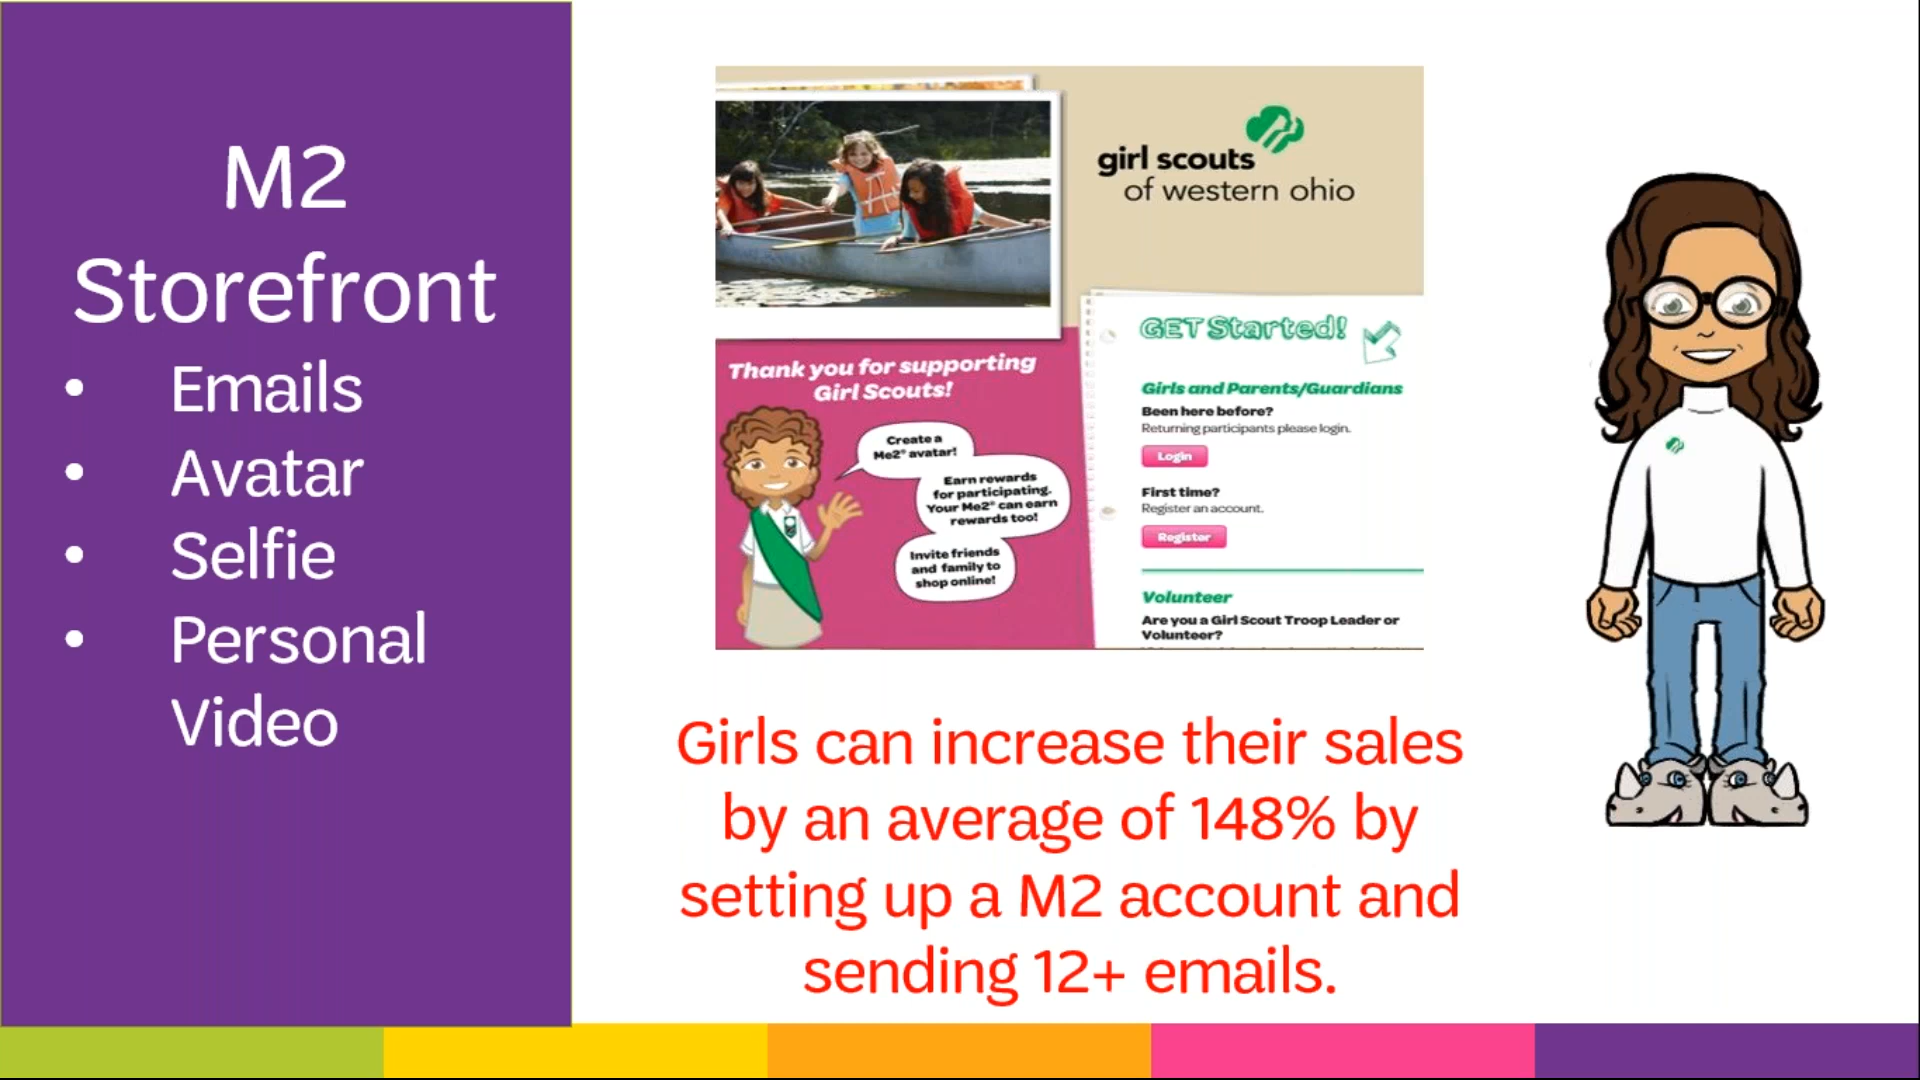 M2
Storefront
• Emails
• Avatar
• Selfie
• Personal
Video
girl scouts
of western ohio
Thank you for supporting
Girl Scouts!
Create a
Me2® avatar!
Earn rewards
for participating.
Your Me2® can earn
rewards too!
Invite friends
and family to
shop online!
GET Started!
Girls and Parents/Guardians
Been here before?
Returning participants please login.
Login
First time?
Register an account.
Register
Volunteer
Are you a Girl Scout Troop Leader or
Volunteer?
Girls can increase their sales
by an average of 148% by
setting up a M2 account and
sending 12+ emails.